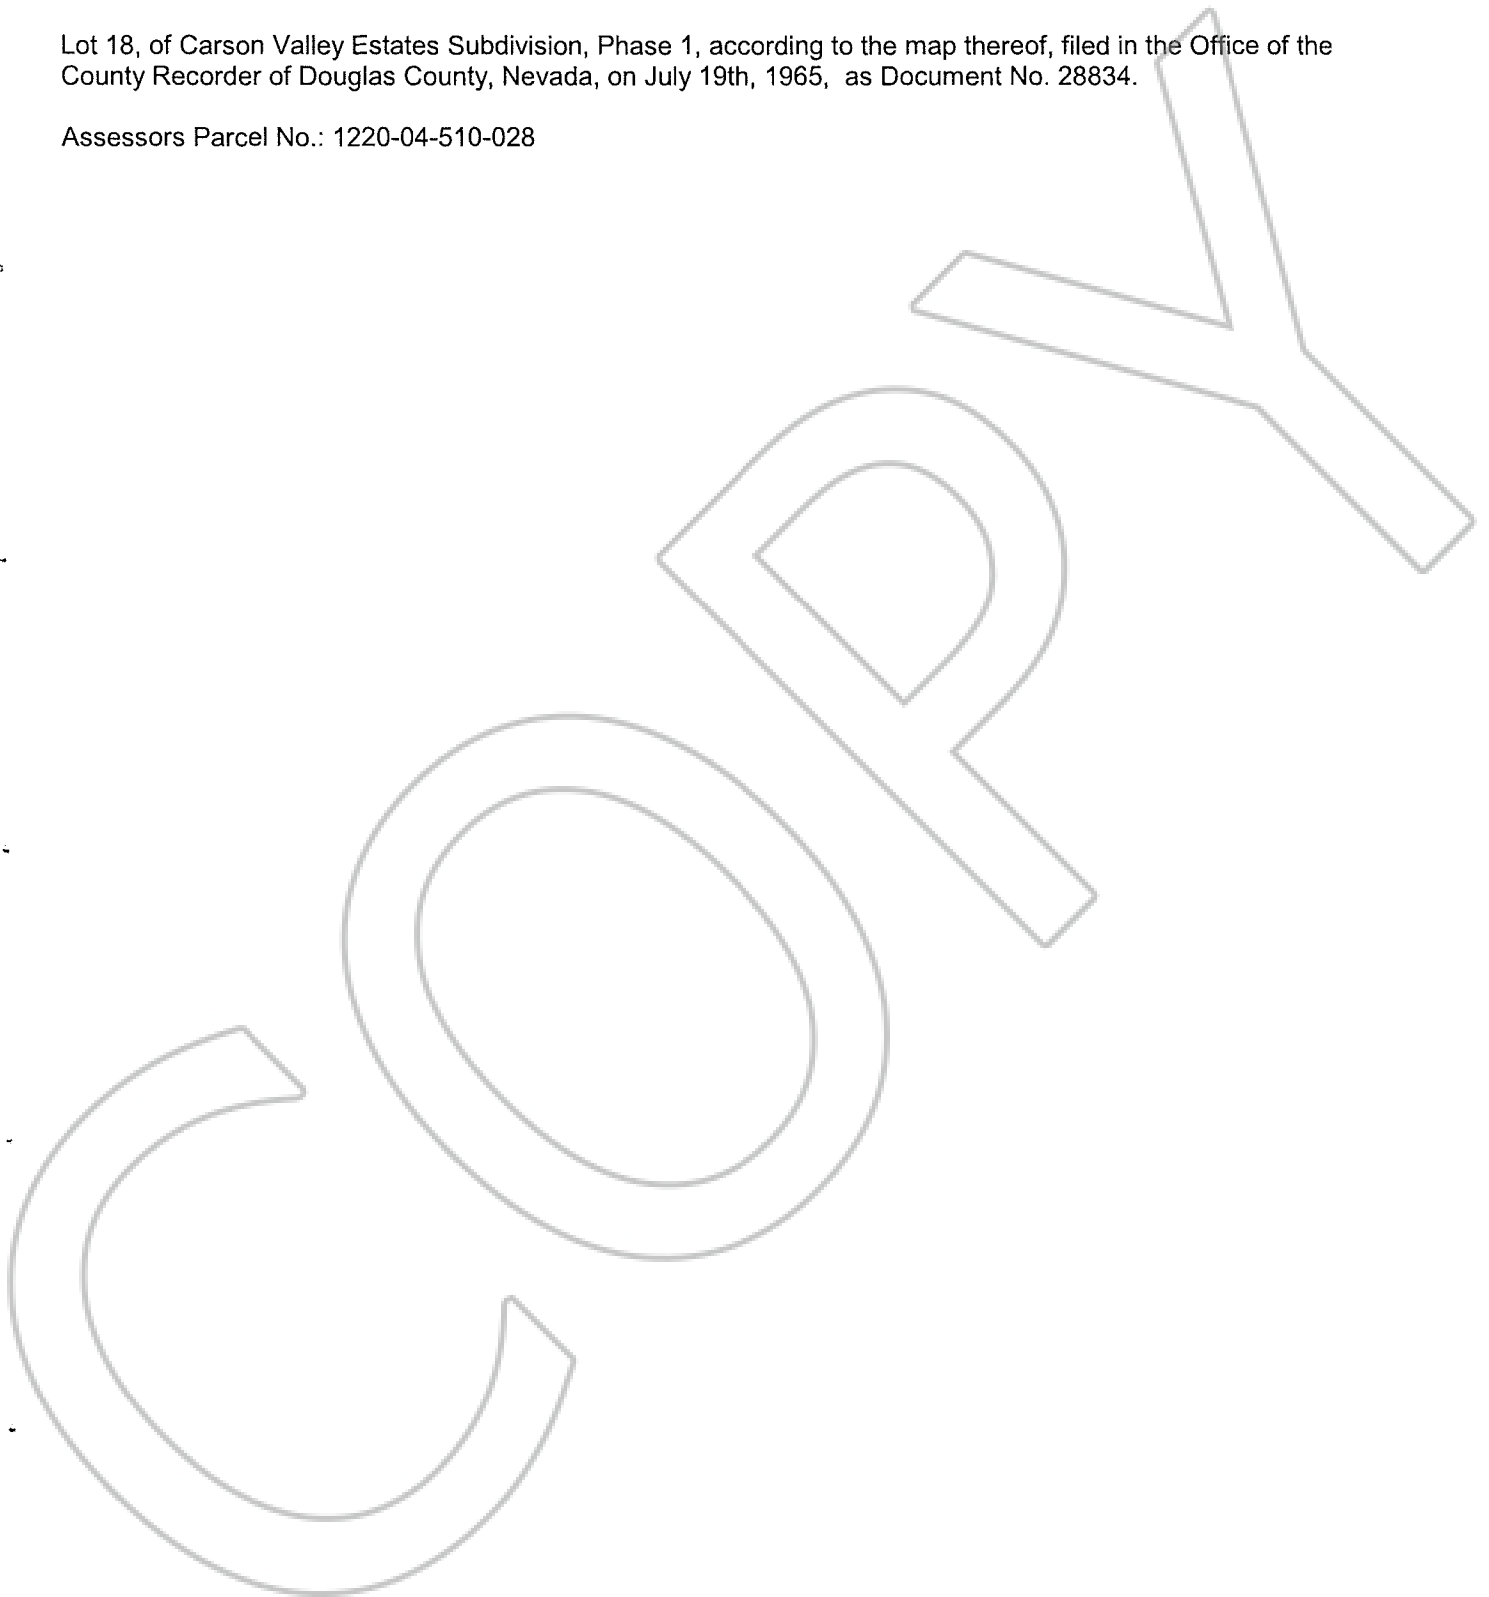 Lot 18, of Carson Valley Estates Subdivision, Phase 1, according to the map thereof, filed in the Office of the
County Recorder of Douglas County, Nevada, on July 19th, 1965,  as Document No. 28834.
Assessors Parcel No.: 1220-04-510-028
COPY